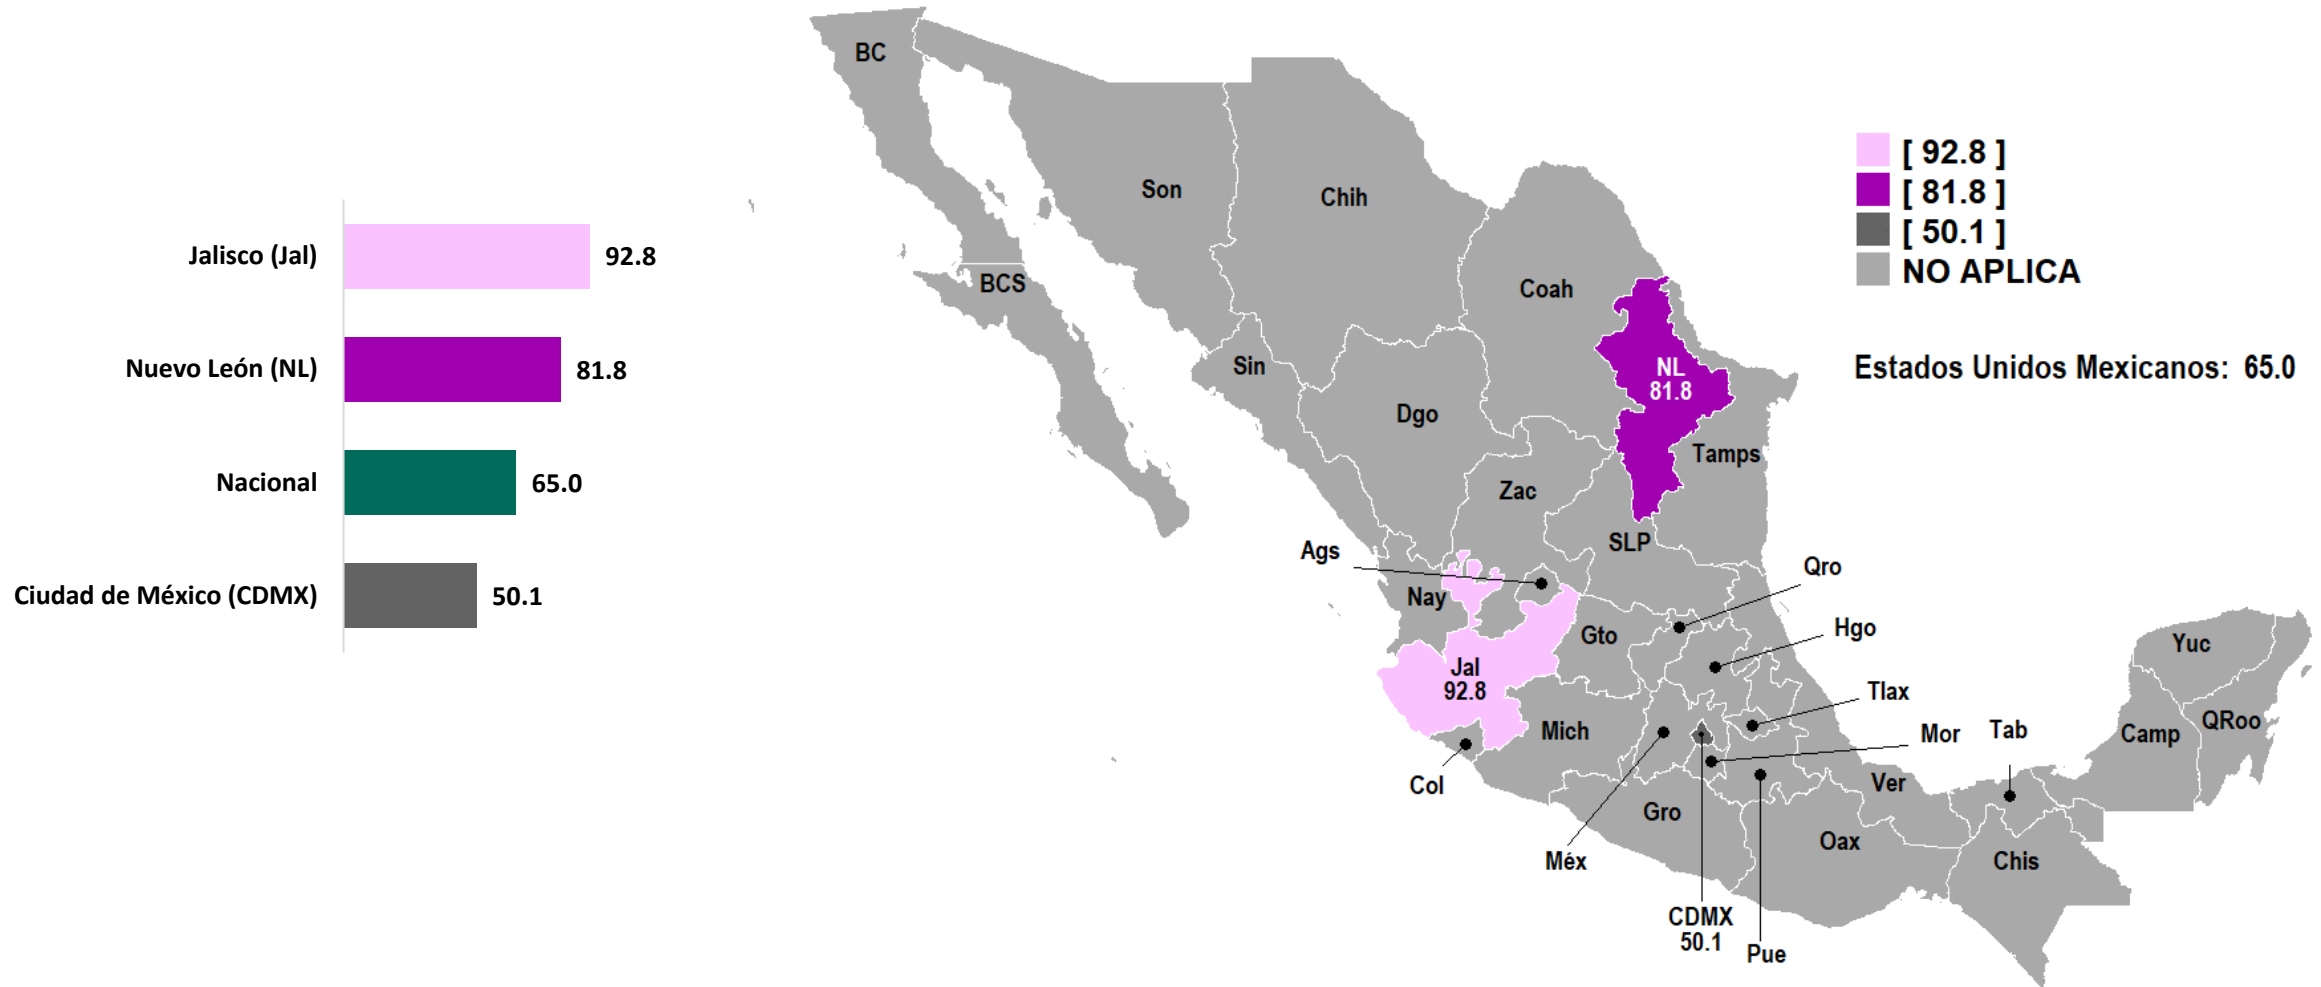 Jalisco (Jal)
92.8
Nuevo León (NL)
81.8
Nacional
65.0
Ciudad de México (CDMX)
50.1
BC
Son
Chih
BCS
Coah
Sin
NL
81.8
Dgo
Tamps
Zac
SLP
Ags
Qro
Nay
Gto
Hgo
Yuc
Jal
92.8
Tlax
QRoo
Mich
Mor
Tab
Camp
Col
Ver
Gro
Oax
Méx
Chis
CDMX
50.1
Pue
[ 92.8 ]
[ 81.8 ]
[ 50.1 ]
NO APLICA
Estados Unidos Mexicanos: 65.0